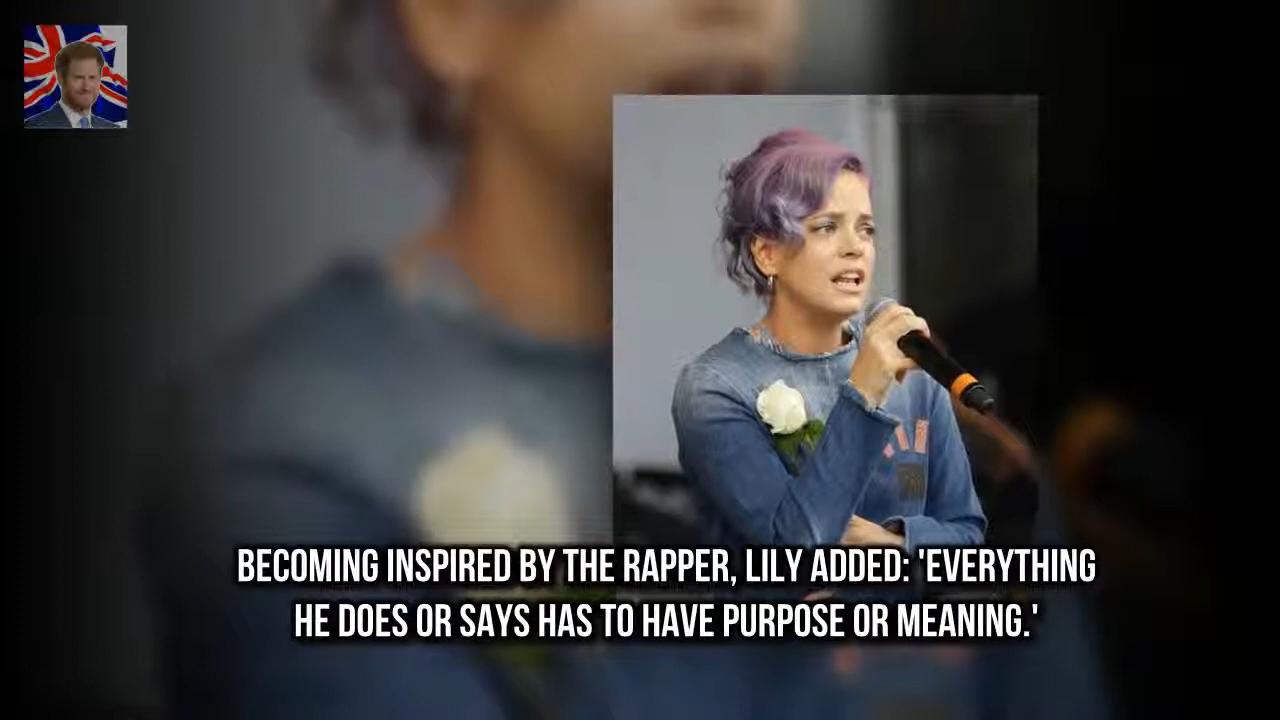 BECOMING INSPIRED BY THE RAPPER, LILY ADDED: 'EVERYTHING
HE DOES OR SAYS HAS TO HAVE PURPOSE OR MEANING.'